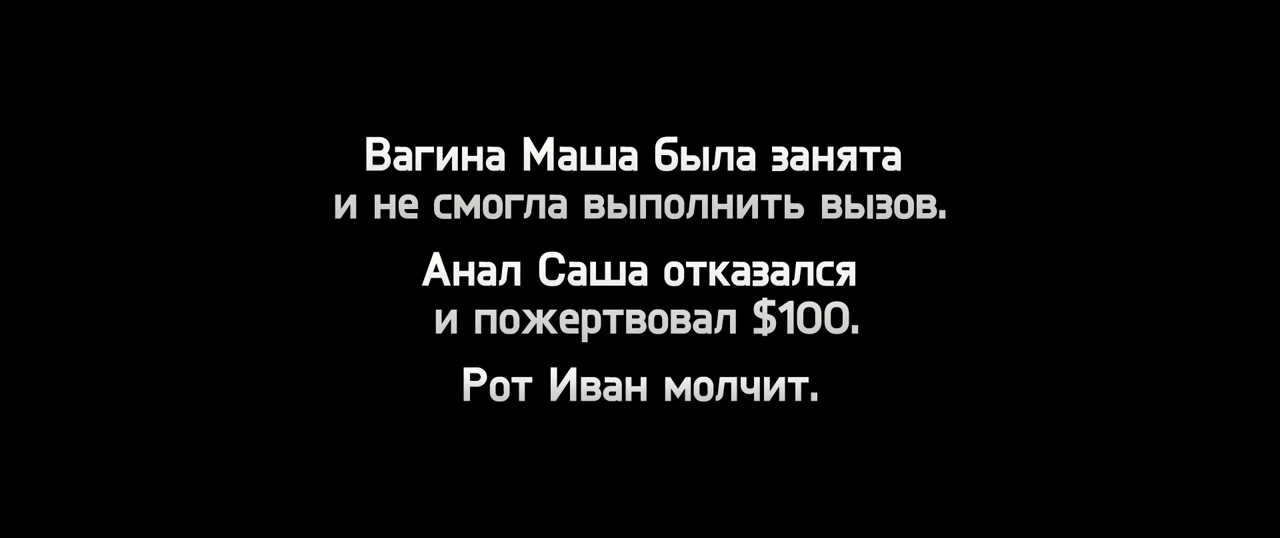 Вагина Маша была занята
и не смогла выполнить вызов.
Анал Саша отказался
и пожертвовал $100.
Рот Иван молчит.